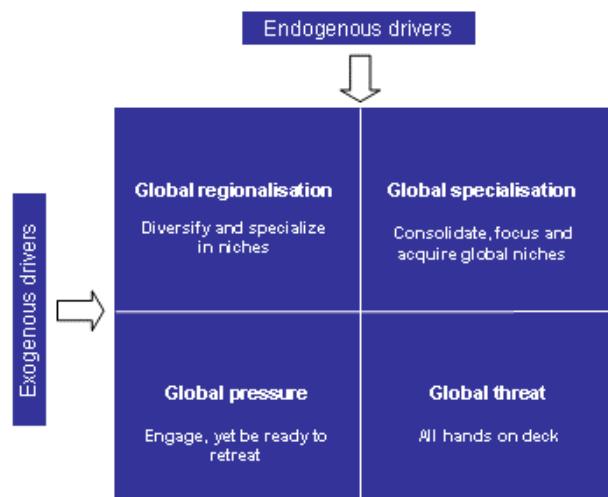 Endogenous drivers
Exogenous drivers
Global regionalisation
Diversify and specialize
in niches
Global specialisation
Consolidate, focus and
acquire global niches
Global pressure
Engage, yet be ready to
retreat
Global threat
All hands on deck